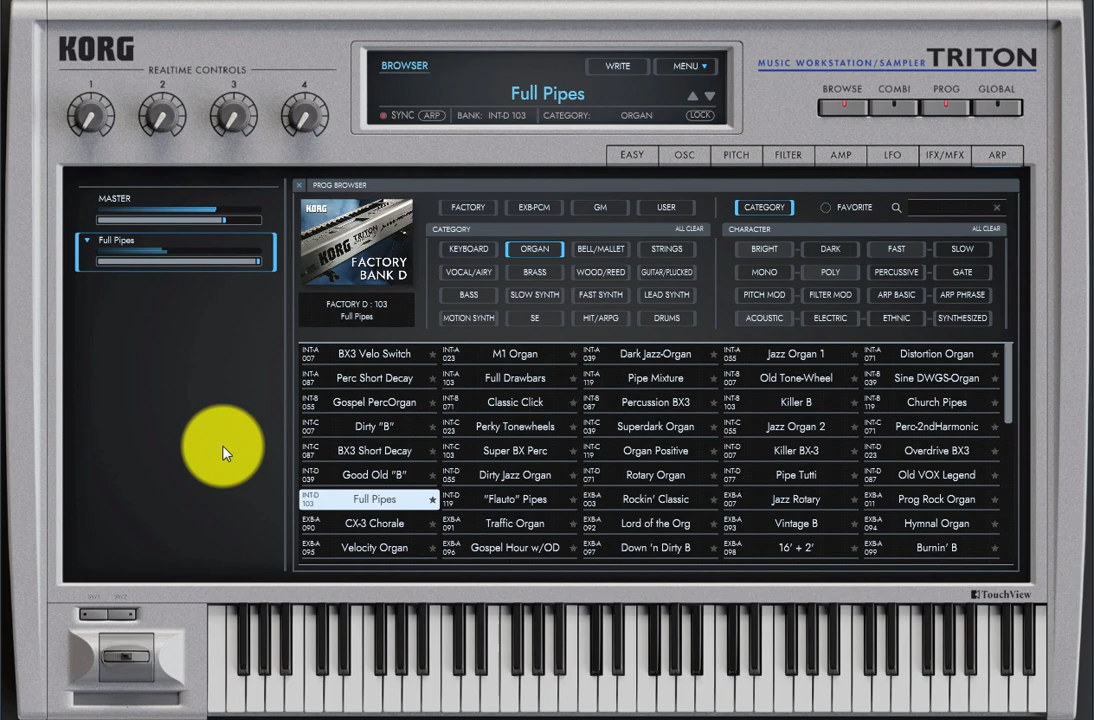 KORG
REALTIME CONTROLS
1 2 3 4
BROWSER WRITE MENU ▼
Full Pipes
SYNC ARP BANK: INT-D 103 CATEGORY: ORGAN LOCK
MUSIC WORKSTATION/SAMPLER TRITON
BROWSE COMBI PROG GLOBAL
EASY OSC PITCH FILTER AMP LFO IFX/MFX ARP
MASTER
Full Pipes
PROG BROWSER
KORG
KORG TRITON
FACTORY
BANK D
FACTORY D : 103
Full Pipes
FACTORY EXB-PCM GM USER CATEGORY FAVORITE
CATEGORY ALL CLEAR CHARACTER ALL CLEAR
KEYBOARD ORGAN BELL/MALLET STRINGS BRIGHT DARK FAST SLOW
VOCAL/AIRY BRASS WOOD/REED GUITAR/PLUCKED MONO POLY PERCUSSIVE GATE
BASS SLOW SYNTH FAST SYNTH LEAD SYNTH PITCH MOD FILTER MOD ARP BASIC ARP PHRASE
MOTION SYNTH SE HIT/ARPG DRUMS ACOUSTIC ELECTRIC ETHNIC SYNTHESIZED
INT-A 007 BX3 Velo Switch INT-A 023 M1 Organ INT-A 039 Dark Jazz-Organ INT-A 055 Jazz Organ 1 INT-A 071 Distortion Organ
INT-A 087 Perc Short Decay INT-A 103 Full Drawbars INT-A 119 Pipe Mixture INT-B 007 Old Tone-Wheel INT-B 039 Sine DWGS-Organ
INT-B 055 Gospel PercOrgan INT-B 071 Classic Click INT-B 087 Percussion BX3 INT-B 103 Killer B INT-B 119 Church Pipes
INT-C 007 Dirty "B" INT-C 023 Perky Tonewheels INT-C 039 Superdark Organ INT-C 055 Jazz Organ 2 INT-C 071 Perc-2ndHarmonic
INT-C 087 BX3 Short Decay INT-C 103 Super BX Perc INT-C 119 Organ Positive INT-D 007 Killer BX-3 INT-D 023 Overdrive BX3
INT-D 039 Good Old "B" INT-D 055 Dirty Jazz Organ INT-D 071 Rotary Organ INT-D 077 Pipe Tutti INT-D 087 Old VOX Legend
INT-D 103 Full Pipes INT-D 119 "Flauto" Pipes EXB-A 003 Rockin' Classic EXB-A 007 Jazz Rotary EXB-A 011 Prog Rock Organ
EXB-A 090 CX-3 Chorale EXB-A 091 Traffic Organ EXB-A 092 Lord of the Org EXB-A 093 Vintage B EXB-A 094 Hymnal Organ
EXB-A 095 Velocity Organ EXB-A 096 Gospel Hour w/OD EXB-A 097 Down 'n Dirty B EXB-A 098 16' + 2' EXB-A 099 Burnin' B
TouchView
SW1 SW2